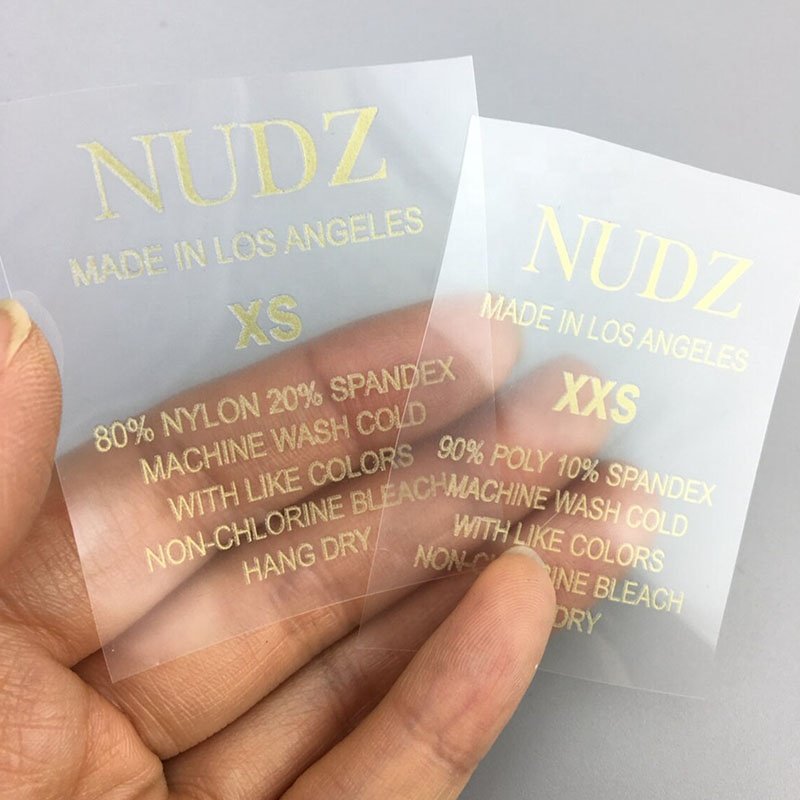 NUDZ
MADE IN LOS ANGELES
XS
80% NYLON 20% SPANDEX
MACHINE WASH COLD
WITH LIKE COLORS
NON-CHLORINE BLEACH
HANG DRY
NUDZ
MADE IN LOS ANGELES
XXS
90% POLY 10% SPANDEX
MACHINE WASH COLD
WITH LIKE COLORS
BLEACH
DRY